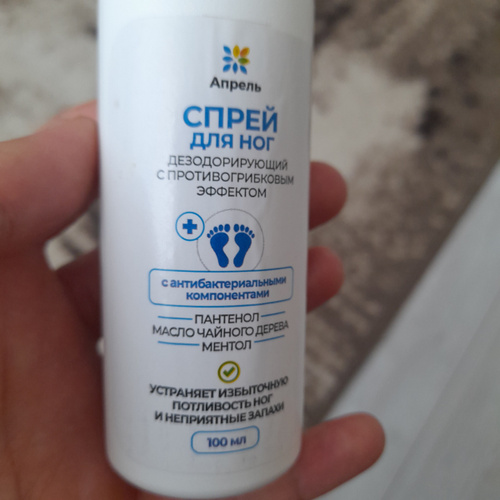 Апрель
СПРЕЙ
ДЛЯ НОГ
ДЕЗОДОРИРУЮЩИЙ
С ПРОТИВОГРИБКОВЫМ
ЭФФЕКТОМ
с антибактериальными
компонентами
ПАНТЕНОЛ
МАСЛО ЧАЙНОГО ДЕРЕВА
МЕНТОЛ
УСТРАНЯЕТ ИЗБЫТОЧНУЮ
ПОТЛИВОСТЬ НОГ
И НЕПРИЯТНЫЕ ЗАПАХИ
100 мл